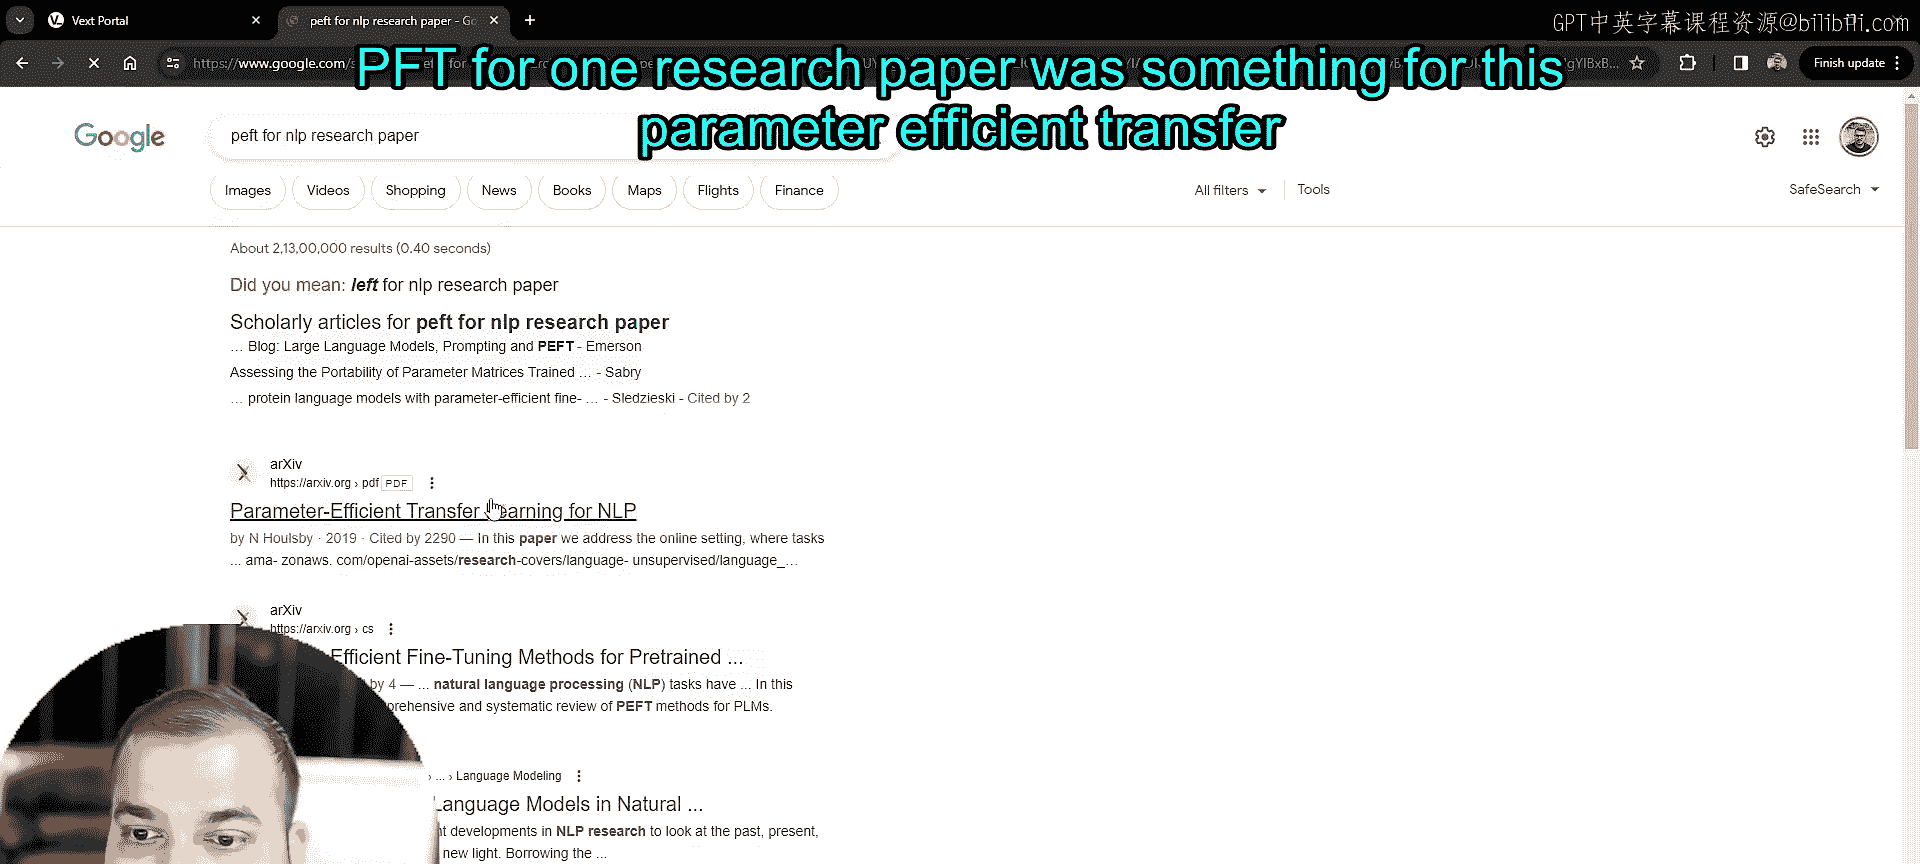 Vext Portal
peft for nlp research paper - Go
GPT中英字幕课程资源@bilibili.com
https://www.google.com/s
Finish update
PFT for one research paper was something for this
parameter efficient transfer
Google
peft for nlp research paper
Images
Videos
Shopping
News
Books
Maps
Flights
Finance
All filters
Tools
SafeSearch
About 2,13,00,000 results (0.40 seconds)
Did you mean: left for nlp research paper
Scholarly articles for peft for nlp research paper
... Blog: Large Language Models, Prompting and PEFT - Emerson
Assessing the Portability of Parameter Matrices Trained ... - Sabry
... protein language models with parameter-efficient fine- ... - Sledzieski - Cited by 2
arXiv
https://arxiv.org › pdf PDF
Parameter-Efficient Transfer Learning for NLP
by N Houlsby · 2019 · Cited by 2290 — In this paper we address the online setting, where tasks
... ama- zonaws. com/openai-assets/research-covers/language- unsupervised/language_...
arXiv
https://arxiv.org › cs
Efficient Fine-Tuning Methods for Pretrained ...
by 4 — ... natural language processing (NLP) tasks have ... In this
prehensive and systematic review of PEFT methods for PLMs.
› ... › Language Modeling
Language Models in Natural ...
nt developments in NLP research to look at the past, present,
new light. Borrowing the ...